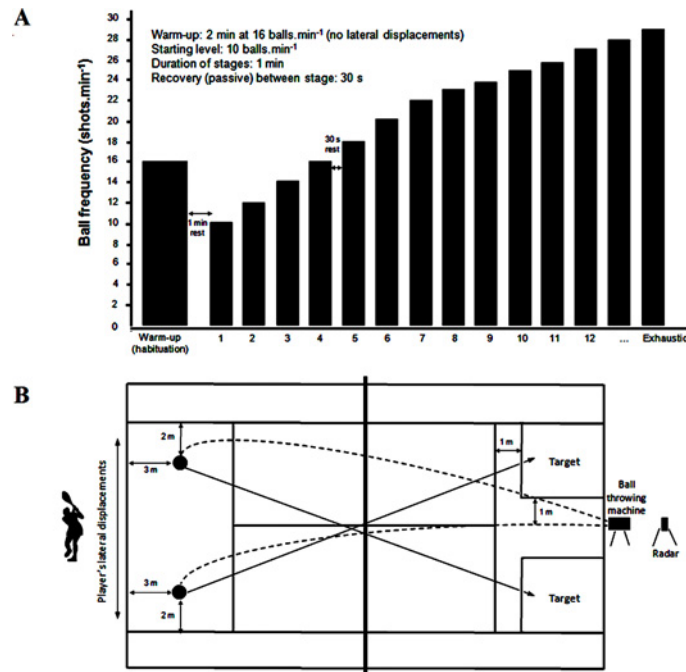 A
Warm-up: 2 min at 16 balls.min⁻¹ (no lateral displacements)
Starting level: 10 balls.min⁻¹
Duration of stages: 1 min
Recovery (passive) between stage: 30 s
Ball frequency (shots.min⁻¹)
30
28
26
24
22
20
18
16
14
12
10
8
6
4
2
0
1 min
rest
30 s
rest
Warm-up
(habituation)
1 2 3 4 5 6 7 8 9 10 11 12 ... Exhaustic
B
Player's lateral displacements
2 m
3 m
3 m
2 m
1 m
1 m
Target
Target
Ball
throwing
machine
Radar